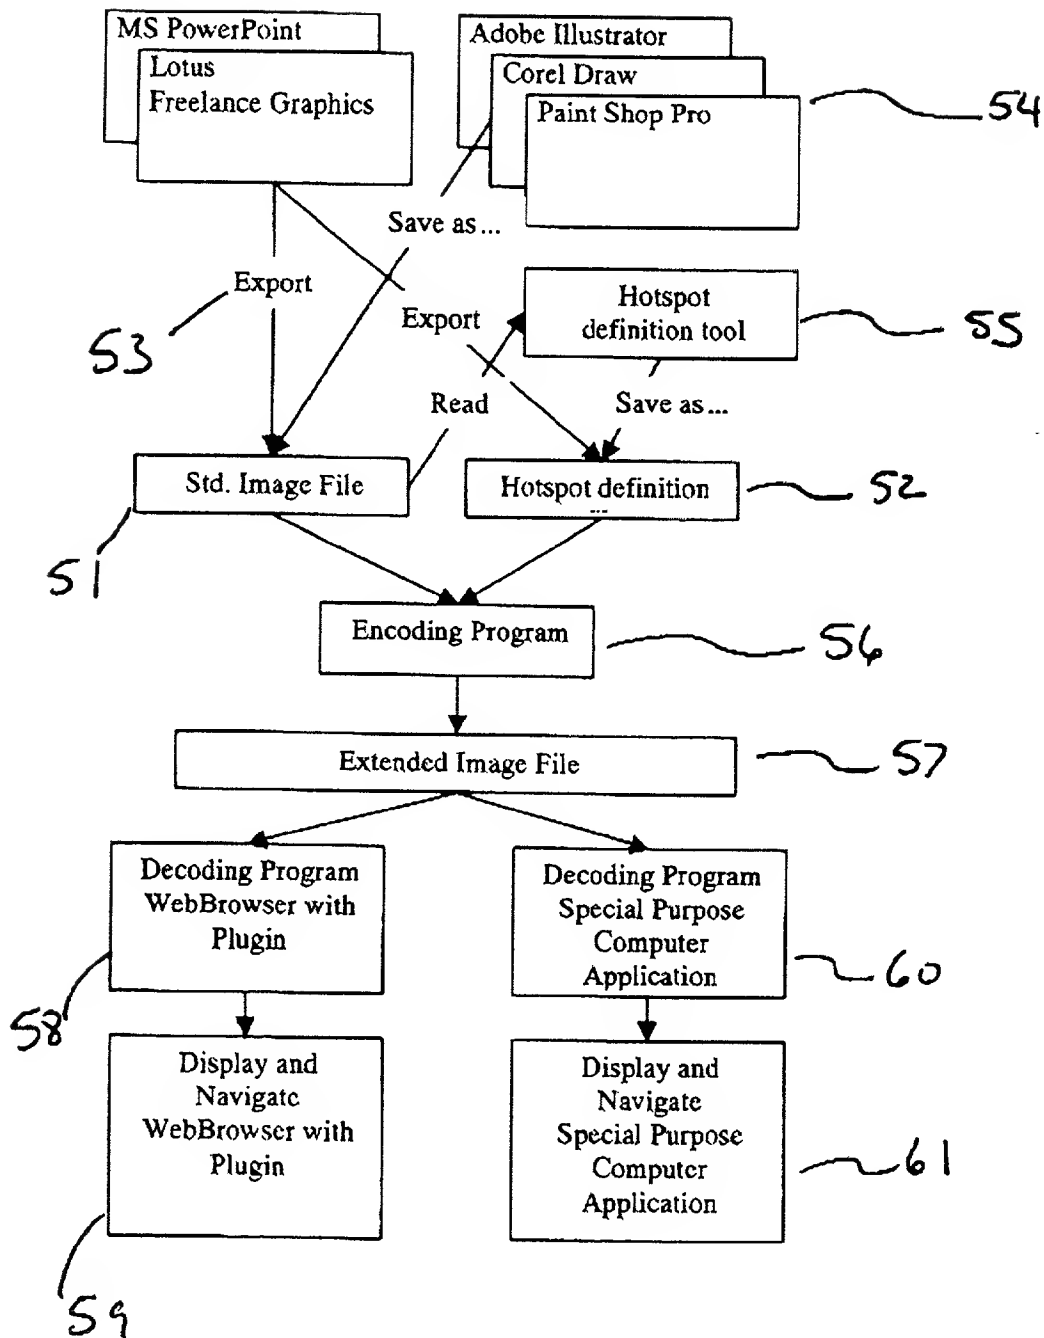 MS PowerPoint
Lotus
Freelance Graphics
Adobe Illustrator
Corel Draw
Paint Shop Pro
54
Save as...
Export
53
Export
Hotspot
definition tool
55
Read
Save as...
Std. Image File
51
Hotspot definition
...
52
Encoding Program
56
Extended Image File
57
Decoding Program
WebBrowser with
Plugin
58
Decoding Program
Special Purpose
Computer
Application
60
Display and
Navigate
WebBrowser with
Plugin
59
Display and
Navigate
Special Purpose
Computer
Application
61